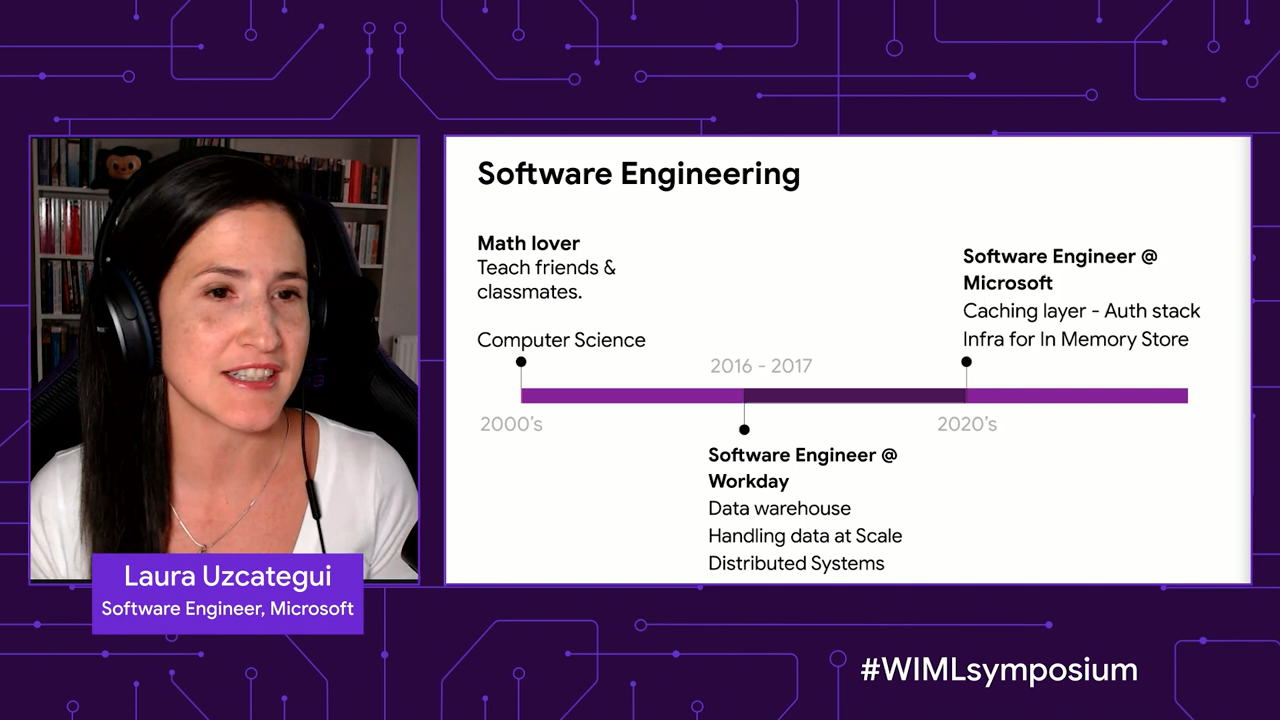 Software Engineering
Math lover
Teach friends &
classmates.
Computer Science
2000's
2016 - 2017
Software Engineer @
Workday
Data warehouse
Handling data at Scale
Distributed Systems
Software Engineer @
Microsoft
Caching layer - Auth stack
Infra for In Memory Store
2020's
Laura Uzcategui
Software Engineer, Microsoft
#WIMLsymposium